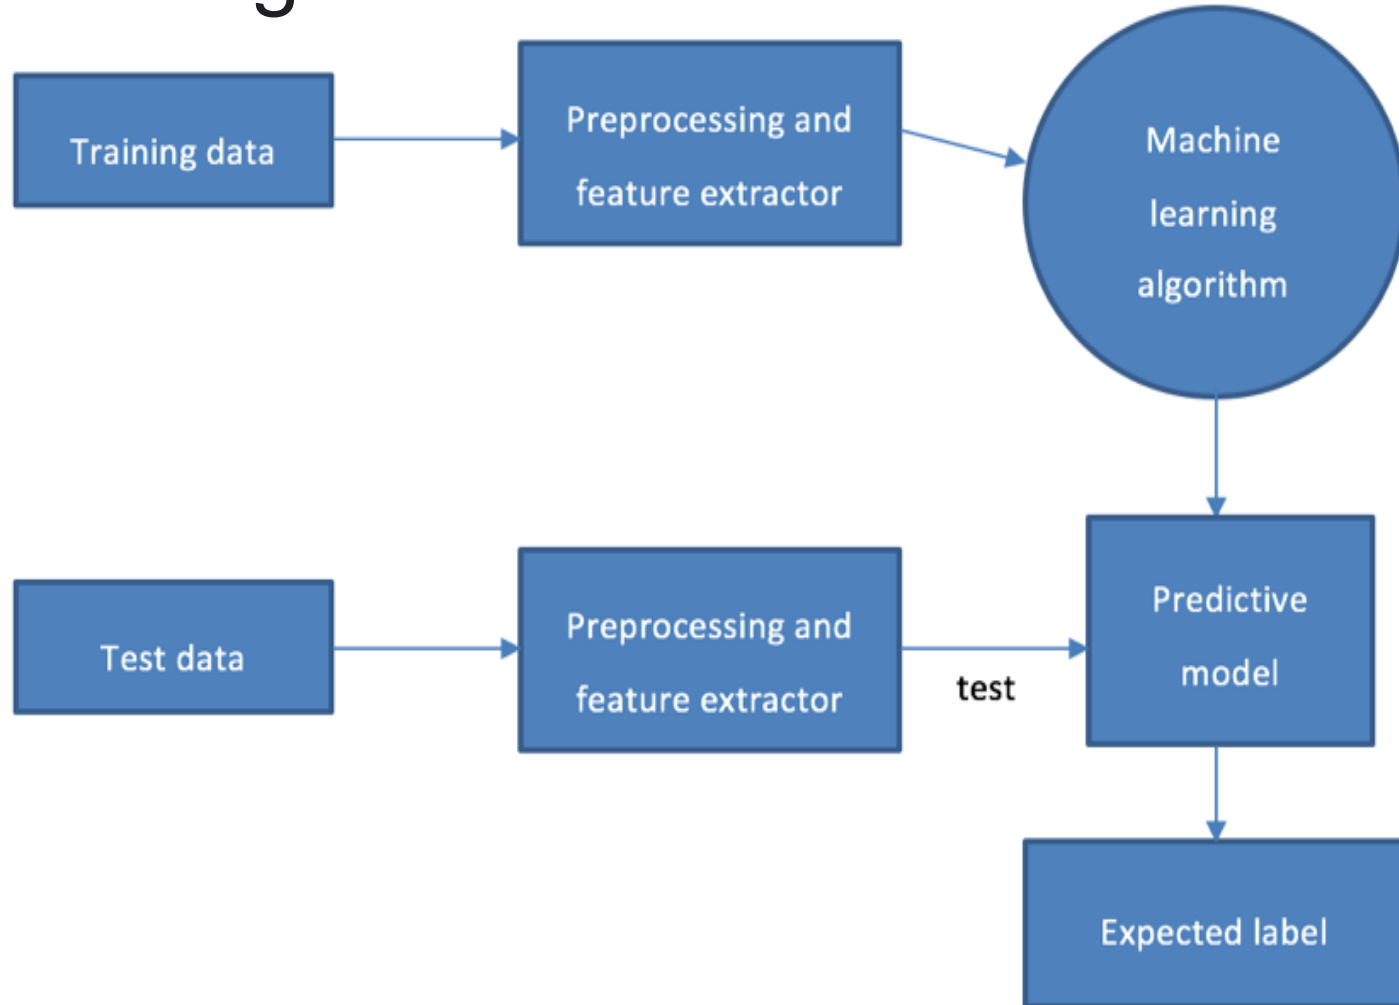 Training data
Preprocessing and
feature extractor
Machine
learning
algorithm
Test data
Preprocessing and
feature extractor
test
Predictive
model
Expected label